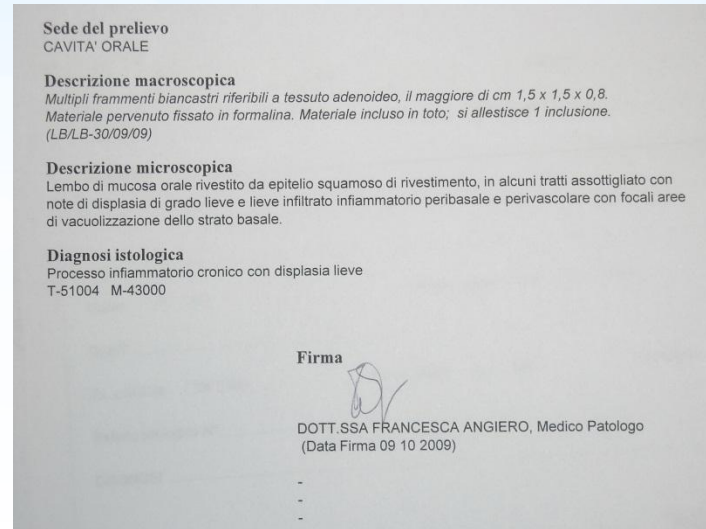 Sede del prelievo
CAVITA' ORALE
Descrizione macroscopica
Multipli frammenti biancastri riferibili a tessuto adenoideo, il maggiore di cm 1,5 x 1,5 x 0,8.
Materiale pervenuto fissato in formalina. Materiale incluso in toto; si allestisce 1 inclusione.
(LB/LB-30/09/09)
Descrizione microscopica
Lembo di mucosa orale rivestito da epitelio squamoso di rivestimento, in alcuni tratti assottigliato con
note di displasia di grado lieve e lieve infiltrato infiammatorio peribasale e perivascolare con focali aree
di vacuolizzazione dello strato basale.
Diagnosi istologica
Processo infiammatorio cronico con displasia lieve
T-51004 M-43000
Firma
DOTT.SSA FRANCESCA ANGIERO, Medico Patologo
(Data Firma 09 10 2009)
-
-
-